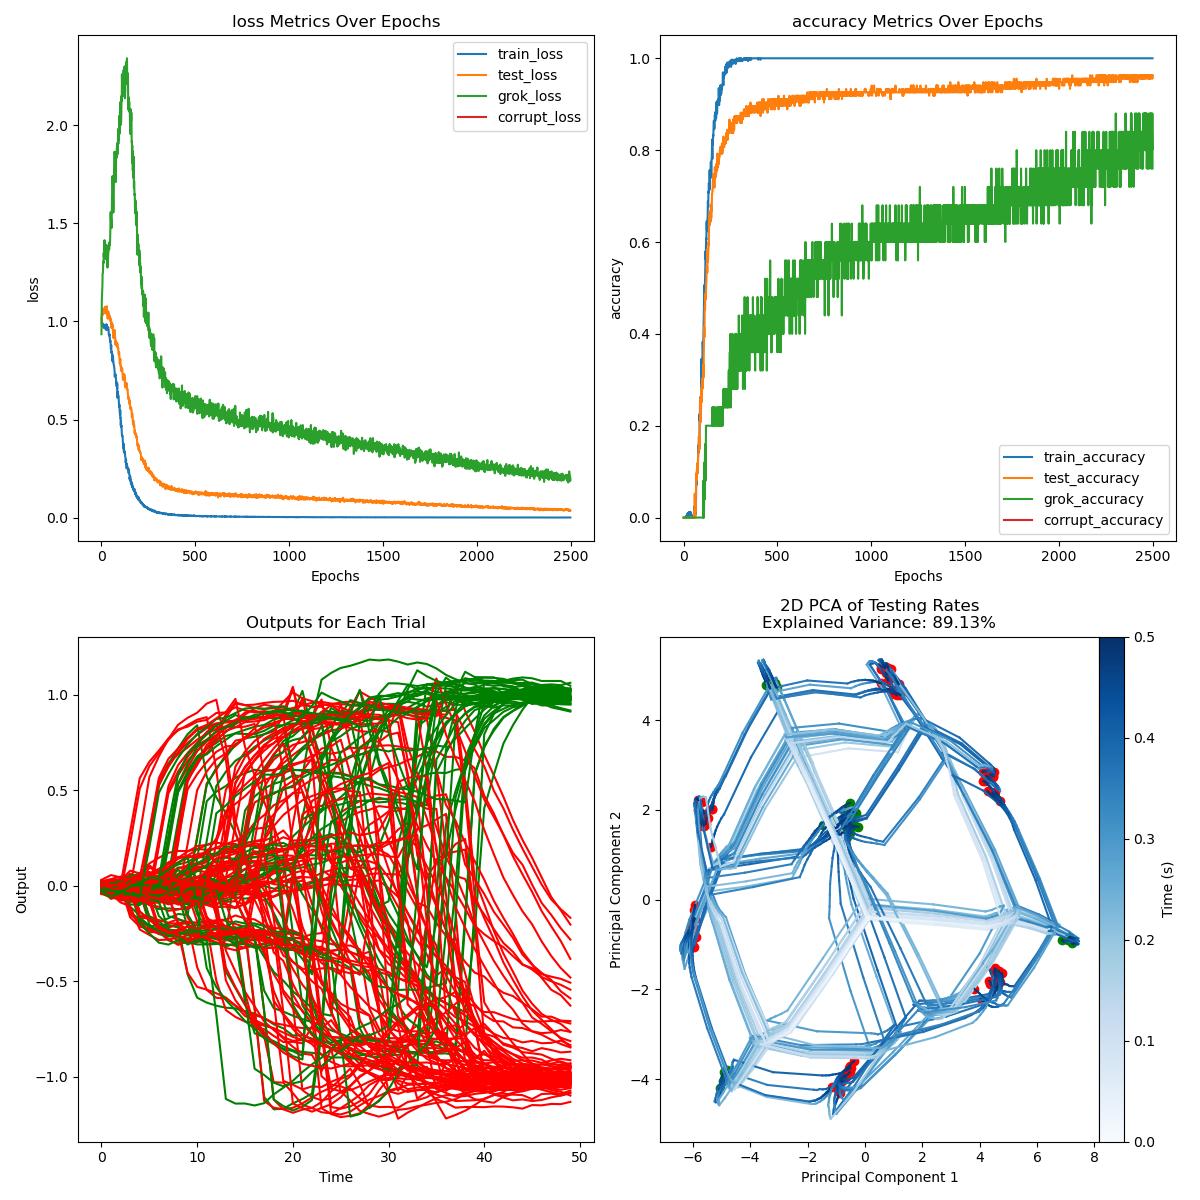 loss Metrics Over Epochs
train_loss
test_loss
grok_loss
corrupt_loss
2.0
1.5
1.0
0.5
0.0
loss
0
500
1000
1500
2000
2500
Epochs
accuracy Metrics Over Epochs
1.0
0.8
0.6
0.4
0.2
0.0
accuracy
train_accuracy
test_accuracy
grok_accuracy
corrupt_accuracy
0
500
1000
1500
2000
2500
Epochs
Outputs for Each Trial
1.0
0.5
0.0
−0.5
−1.0
Output
0
10
20
30
40
50
Time
2D PCA of Testing Rates
Explained Variance: 89.13%
4
2
0
−2
−4
Principal Component 2
−6
−4
−2
0
2
4
6
8
Principal Component 1
0.5
0.4
0.3
0.2
0.1
0.0
Time (s)